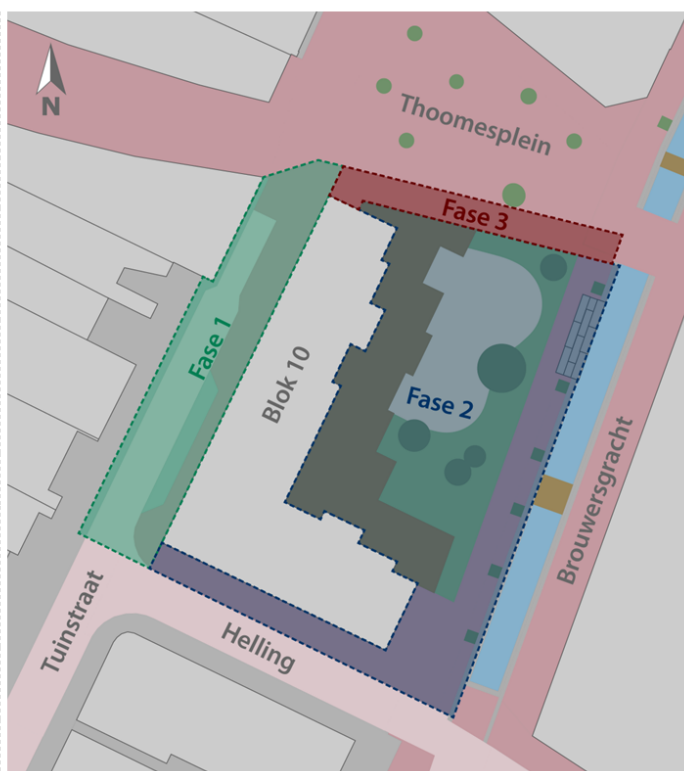 N
Thoomesplein
Fase 3
Fase 1
Blok 10
Fase 2
Brouwersgracht
Tuinstraat
Helling